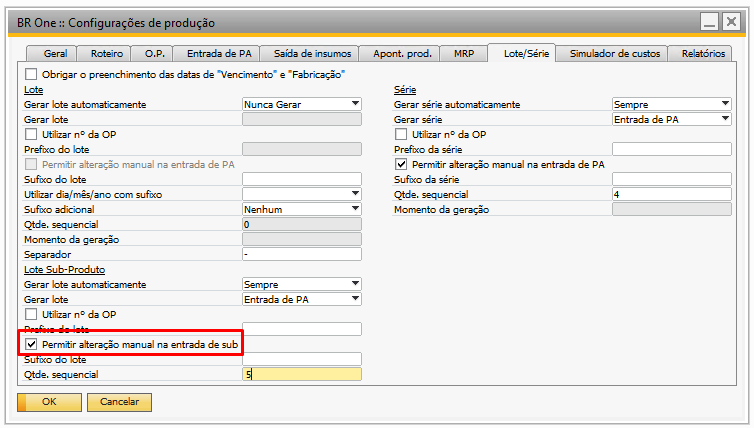 BR One :: Configurações de produção
Geral Roteiro O.P. Entrada de PA Saída de insumos Apont. prod. MRP Lote/Série Simulador de custos Relatórios
Obrigar o preenchimento das datas de "Vencimento" e "Fabricação"
Lote
Gerar lote automaticamente Nunca Gerar
Gerar lote
Utilizar nº da OP
Prefixo do lote
Permitir alteração manual na entrada de PA
Sufixo do lote
Utilizar dia/mês/ano com sufixo
Sufixo adicional Nenhum
Qtde. sequencial 0
Momento da geração
Separador -
Lote Sub-Produto
Gerar lote automaticamente Sempre
Gerar lote Entrada de PA
Utilizar nº da OP
Prefixo do lote
Permitir alteração manual na entrada de sub
Sufixo do lote
Qtde. sequencial 5
Série
Gerar série automaticamente Sempre
Gerar série Entrada de PA
Utilizar nº da OP
Prefixo da série
Permitir alteração manual na entrada de PA
Sufixo da série
Qtde. sequencial 4
Momento da geração
OK Cancelar